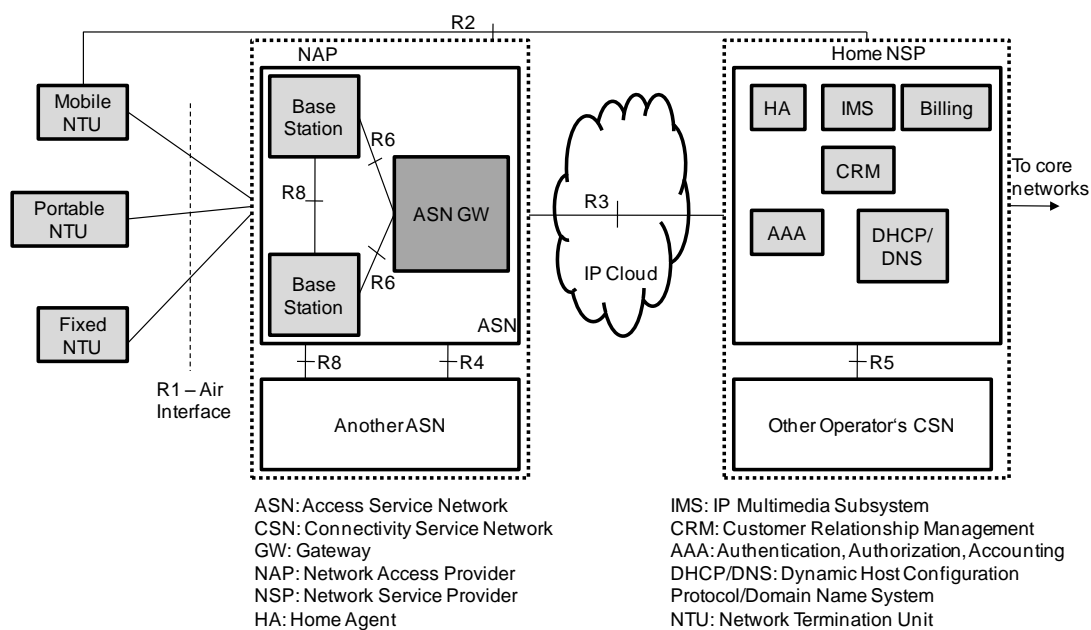 R2
NAP
Home NSP
Mobile
NTU
Portable
NTU
Fixed
NTU
R1 – Air
Interface
Base
Station
R6
R8
ASN GW
R6
Base
Station
ASN
R8
R4
Another ASN
R3
IP Cloud
HA
IMS
Billing
CRM
AAA
DHCP/
DNS
To core
networks
R5
Other Operator‘s CSN
ASN: Access Service Network
CSN: Connectivity Service Network
GW: Gateway
NAP: Network Access Provider
NSP: Network Service Provider
HA: Home Agent
IMS: IP Multimedia Subsystem
CRM: Customer Relationship Management
AAA: Authentication, Authorization, Accounting
DHCP/DNS: Dynamic Host Configuration
Protocol/Domain Name System
NTU: Network Termination Unit